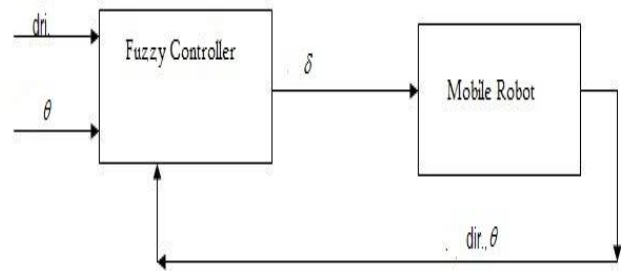 dri.
Fuzzy Controller
δ
Mobile Robot
θ
dir., θ